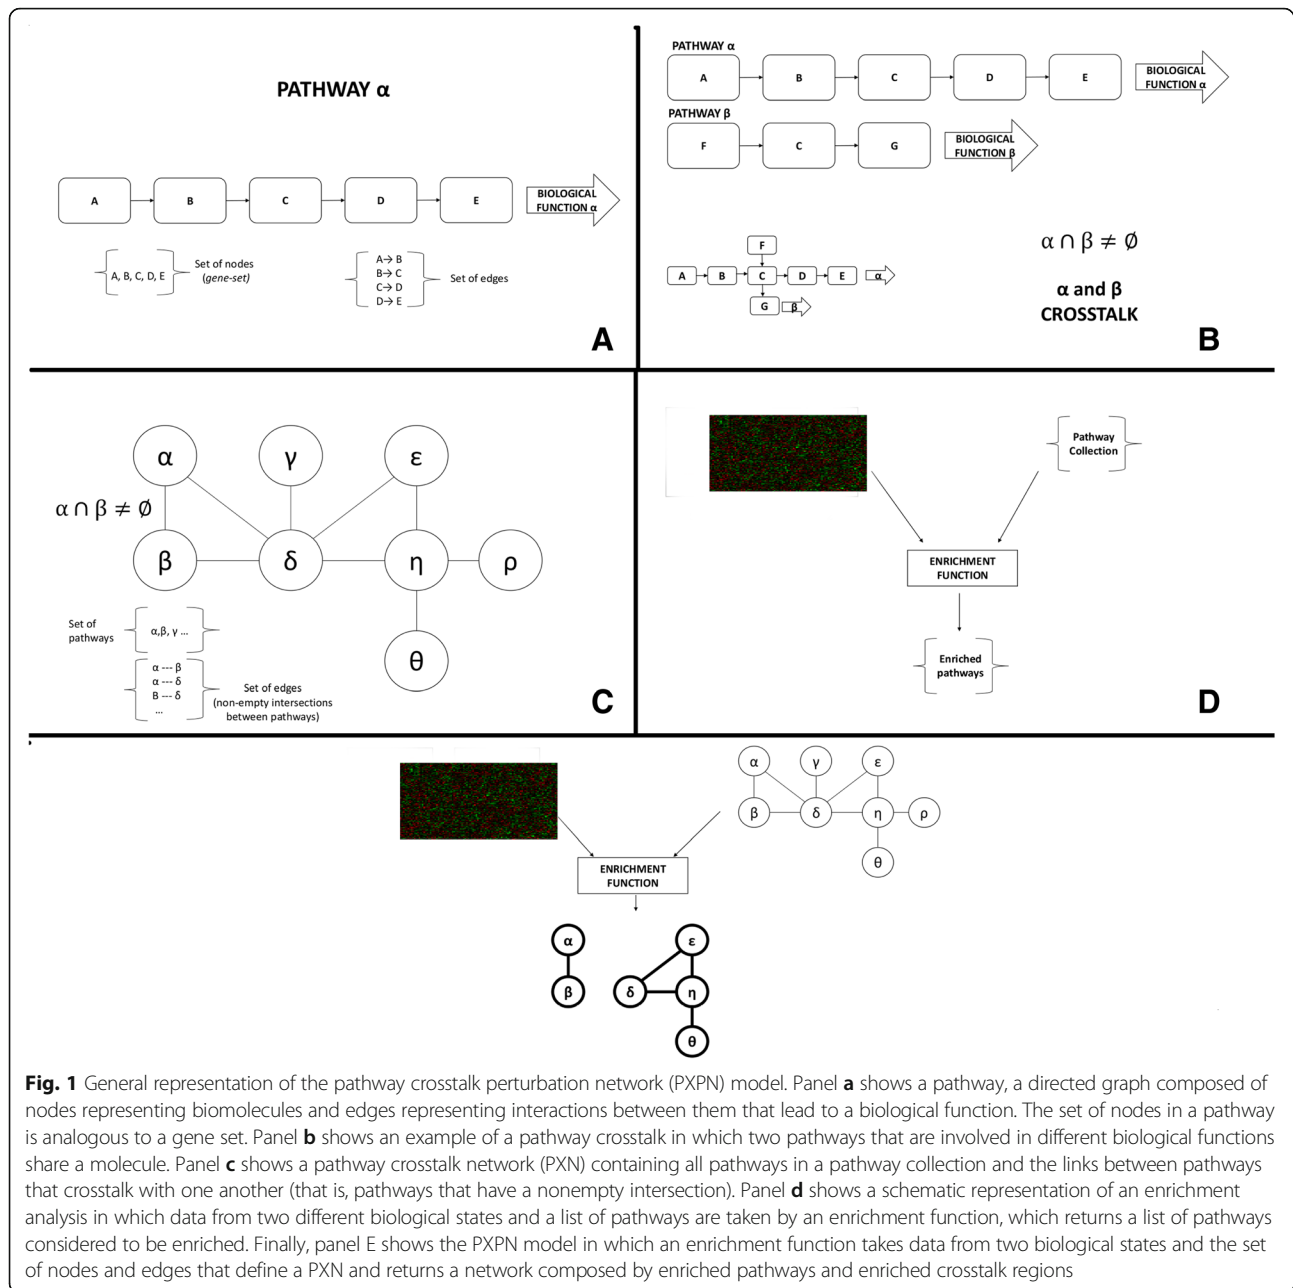 PATHWAY α
A
B
C
D
E
BIOLOGICAL
FUNCTION α
A, B, C, D, E
Set of nodes
(gene-set)
A→ B
B→ C
C→ D
D→ E
Set of edges
A
PATHWAY α
A
B
C
D
E
BIOLOGICAL
FUNCTION α
PATHWAY β
F
C
G
BIOLOGICAL
FUNCTION β
F
A
B
C
D
E
α
G
β
α ∩ β ≠ ∅
α and β
CROSSTALK
B
α
γ
ε
α ∩ β ≠ ∅
β
δ
η
ρ
θ
Set of
pathways
α,β, γ ...
α --- β
α --- δ
B --- δ
...
Set of edges
(non-empty intersections
between pathways)
C
Pathway
Collection
ENRICHMENT
FUNCTION
Enriched
pathways
D
α
γ
ε
β
δ
η
ρ
θ
ENRICHMENT
FUNCTION
α
ε
β
δ
η
θ
Fig. 1 General representation of the pathway crosstalk perturbation network (PXPN) model. Panel a shows a pathway, a directed graph composed of
nodes representing biomolecules and edges representing interactions between them that lead to a biological function. The set of nodes in a pathway
is analogous to a gene set. Panel b shows an example of a pathway crosstalk in which two pathways that are involved in different biological functions
share a molecule. Panel c shows a pathway crosstalk network (PXN) containing all pathways in a pathway collection and the links between pathways
that crosstalk with one another (that is, pathways that have a nonempty intersection). Panel d shows a schematic representation of an enrichment
analysis in which data from two different biological states and a list of pathways are taken by an enrichment function, which returns a list of pathways
considered to be enriched. Finally, panel E shows the PXPN model in which an enrichment function takes data from two biological states and the set
of nodes and edges that define a PXN and returns a network composed by enriched pathways and enriched crosstalk regions